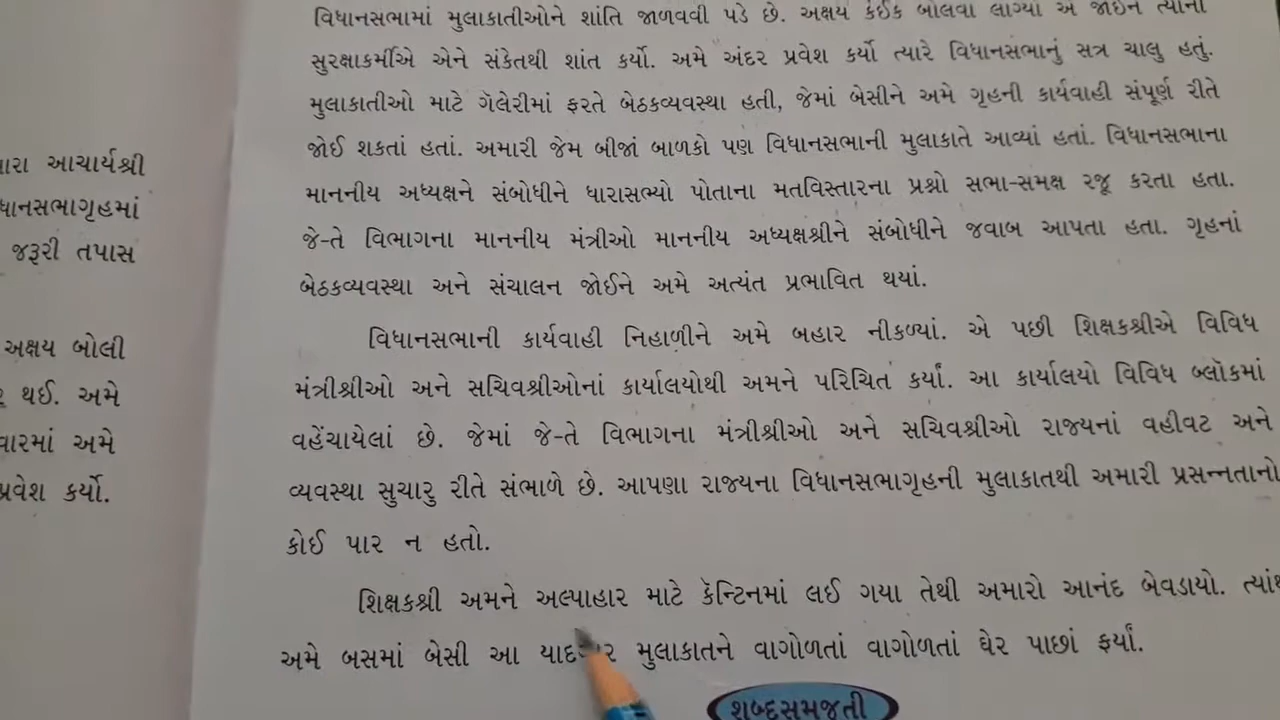 ારા આચાર્યશ્રી
ધાનસભાગૃહમાં
જરૂરી તપાસ
અક્ષય બોલી
થઈ. અમે
વારમાં અમે
પ્રવેશ કર્યો.
વિધાનસભામાં મુલાકાતીઓને શાંતિ જાળવવી પડે છે. અક્ષય કંઈક બોલવા લાગ્યો એ જોઈને ત્યાંના
સુરક્ષાકર્મીએ એને સંકેતથી શાંત કર્યો. અમે અંદર પ્રવેશ કર્યો ત્યારે વિધાનસભાનું સત્ર ચાલુ હતું.
મુલાકાતીઓ માટે ગૅલેરીમાં ફરતે બેઠકવ્યવસ્થા હતી, જેમાં બેસીને અમે ગૃહની કાર્યવાહી સંપૂર્ણ રીતે
જોઈ શકતાં હતાં. અમારી જેમ બીજાં બાળકો પણ વિધાનસભાની મુલાકાતે આવ્યાં હતાં. વિધાનસભાના
માનનીય અધ્યક્ષને સંબોધીને ધારાસભ્યો પોતાના મતવિસ્તારના પ્રશ્નો સભા-સમક્ષ રજૂ કરતા હતા.
જે-તે વિભાગના માનનીય મંત્રીઓ માનનીય અધ્યક્ષશ્રીને સંબોધીને જવાબ આપતા હતા. ગૃહનાં
બેઠકવ્યવસ્થા અને સંચાલન જોઈને અમે અત્યંત પ્રભાવિત થયાં.
વિધાનસભાની કાર્યવાહી નિહાળીને અમે બહાર નીકળ્યાં. એ પછી શિક્ષકશ્રીએ વિવિધ
મંત્રીશ્રીઓ અને સચિવશ્રીઓનાં કાર્યાલયોથી અમને પરિચિત કર્યાં. આ કાર્યાલયો વિવિધ બ્લૉકમાં
વહેંચાયેલાં છે. જેમાં જે-તે વિભાગના મંત્રીશ્રીઓ અને સચિવશ્રીઓ રાજ્યનાં વહીવટ અને
વ્યવસ્થા સુચારુ રીતે સંભાળે છે. આપણા રાજ્યના વિધાનસભાગૃહની મુલાકાતથી અમારી પ્રસન્નતાનો
કોઈ પાર ન હતો.
શિક્ષકશ્રી અમને અલ્પાહાર માટે કૅન્ટિનમાં લઈ ગયા તેથી અમારો આનંદ બેવડાયો.
અમે બસમાં બેસી આ મુલાકાતને વાગોળતાં વાગોળતાં ઘેર પાછાં ફર્યાં.
શબ્દસમજૂતી